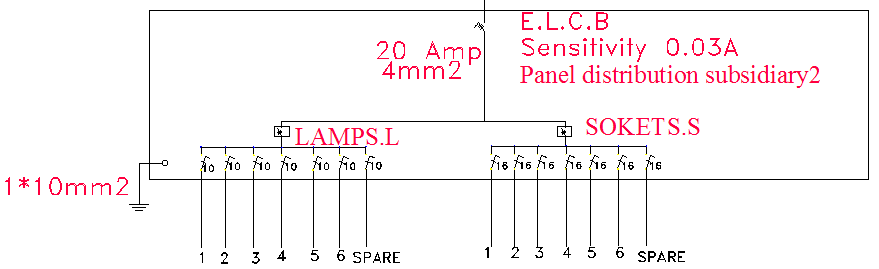 E.L.C.B
20 Amp Sensitivity 0.03A
4mm2 Panel distribution subsidiary2
LAMPS.L SOKETS.S
10 10 10 10 10 10 10 16 16 16 16 16 16 16
1*10mm2
1 2 3 4 5 6 SPARE 1 2 3 4 5 6 SPARE